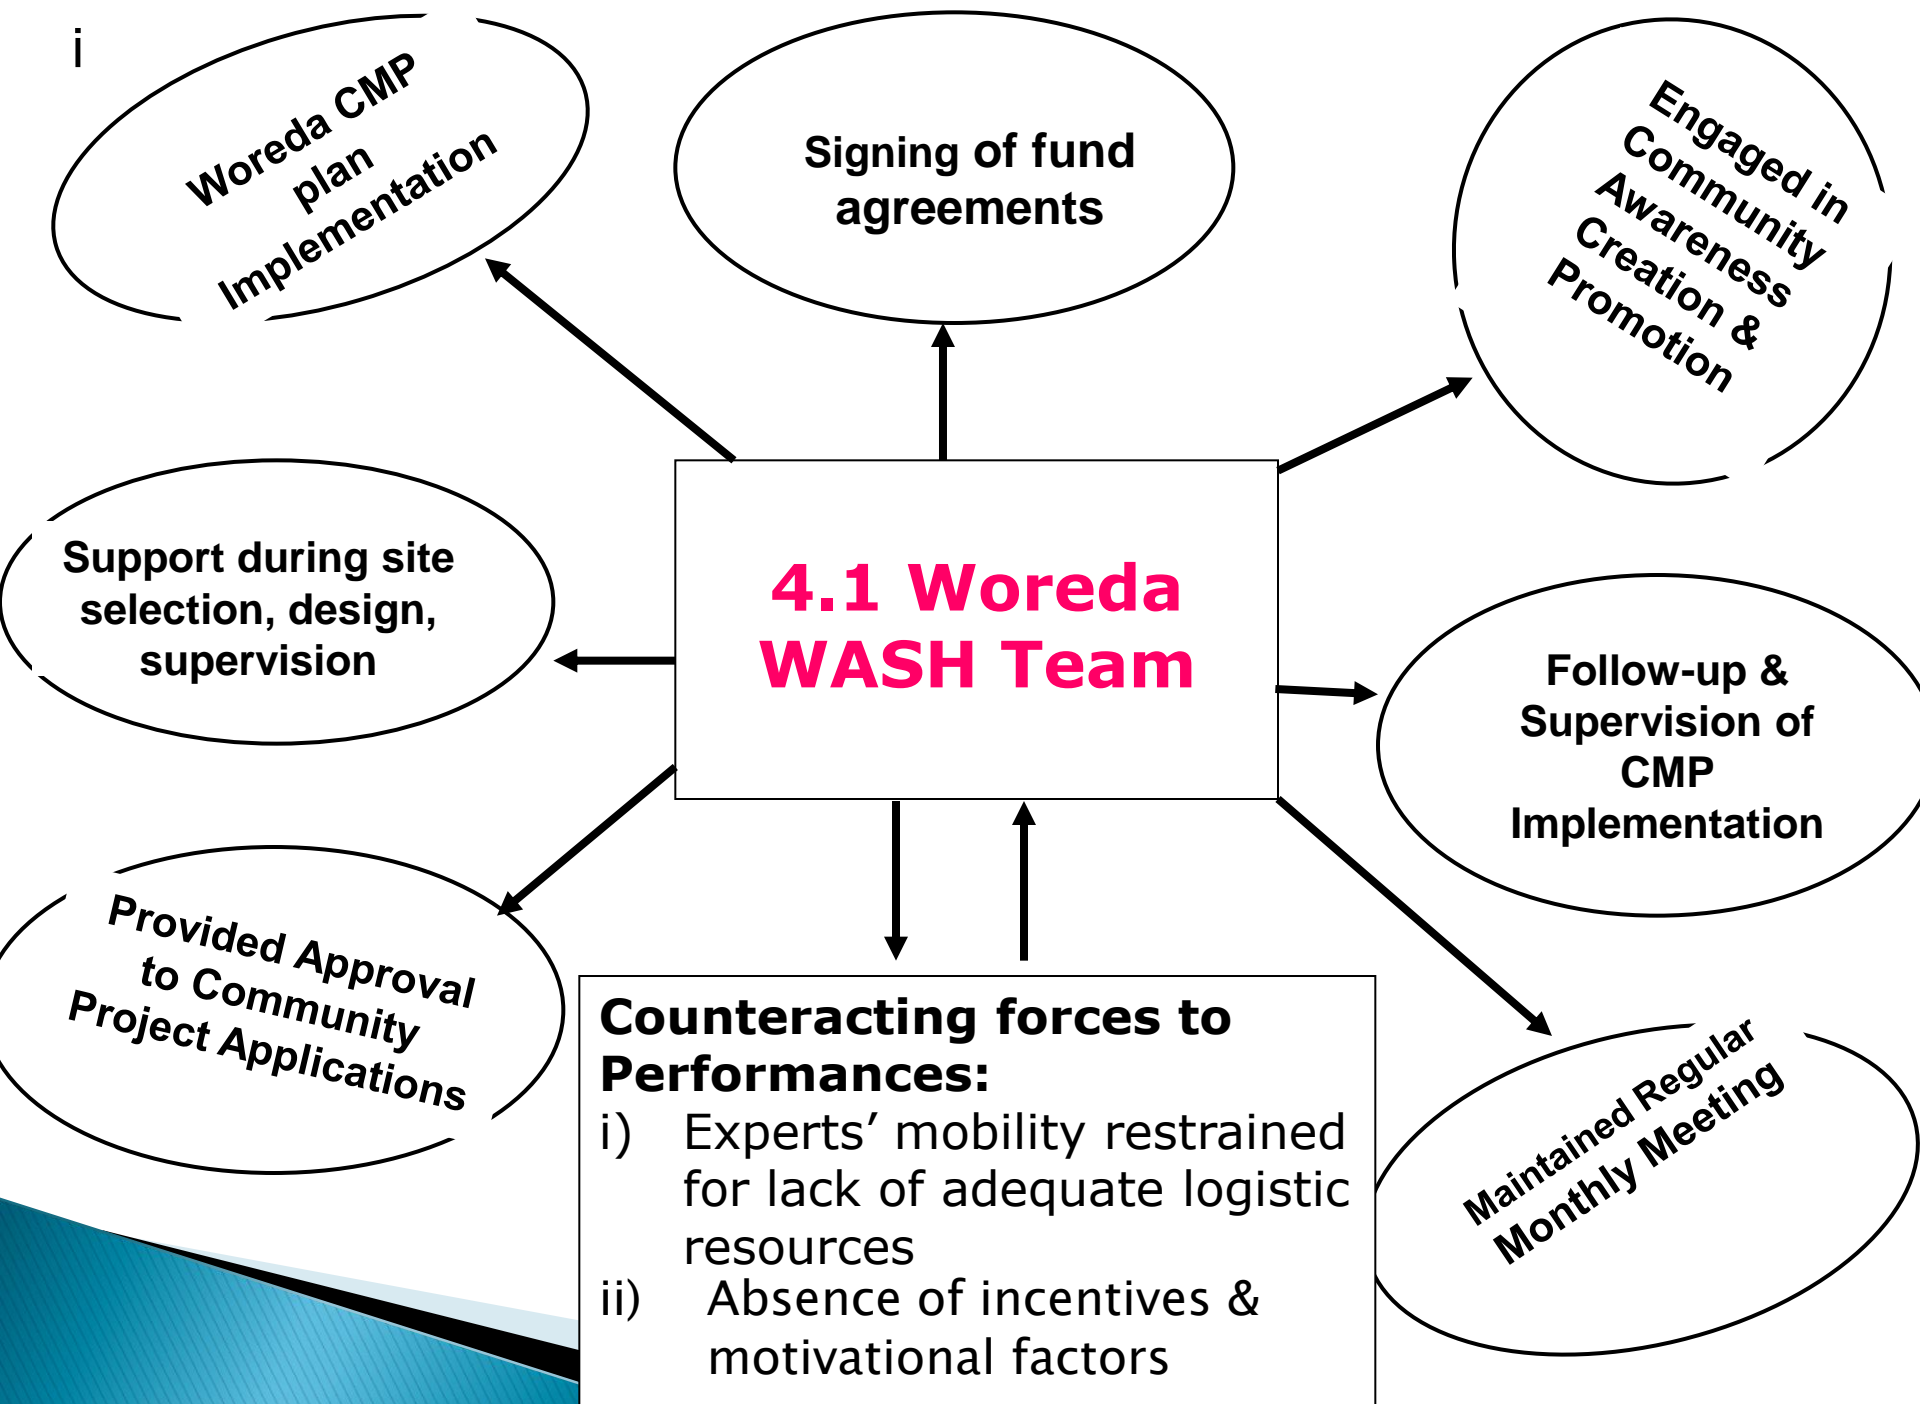 i
Woreda CMP
plan
Implementation
Signing of fund
agreements
Engaged in
Community
Awareness
Creation &
Promotion
Support during site
selection, design,
supervision
4.1 Woreda
WASH Team
Follow-up &
Supervision of
CMP
Implementation
Provided Approval
to Community
Project Applications
Counteracting forces to
Performances:
i) Experts’ mobility restrained
for lack of adequate logistic
resources
ii) Absence of incentives &
motivational factors
Maintained Regular
Monthly Meeting